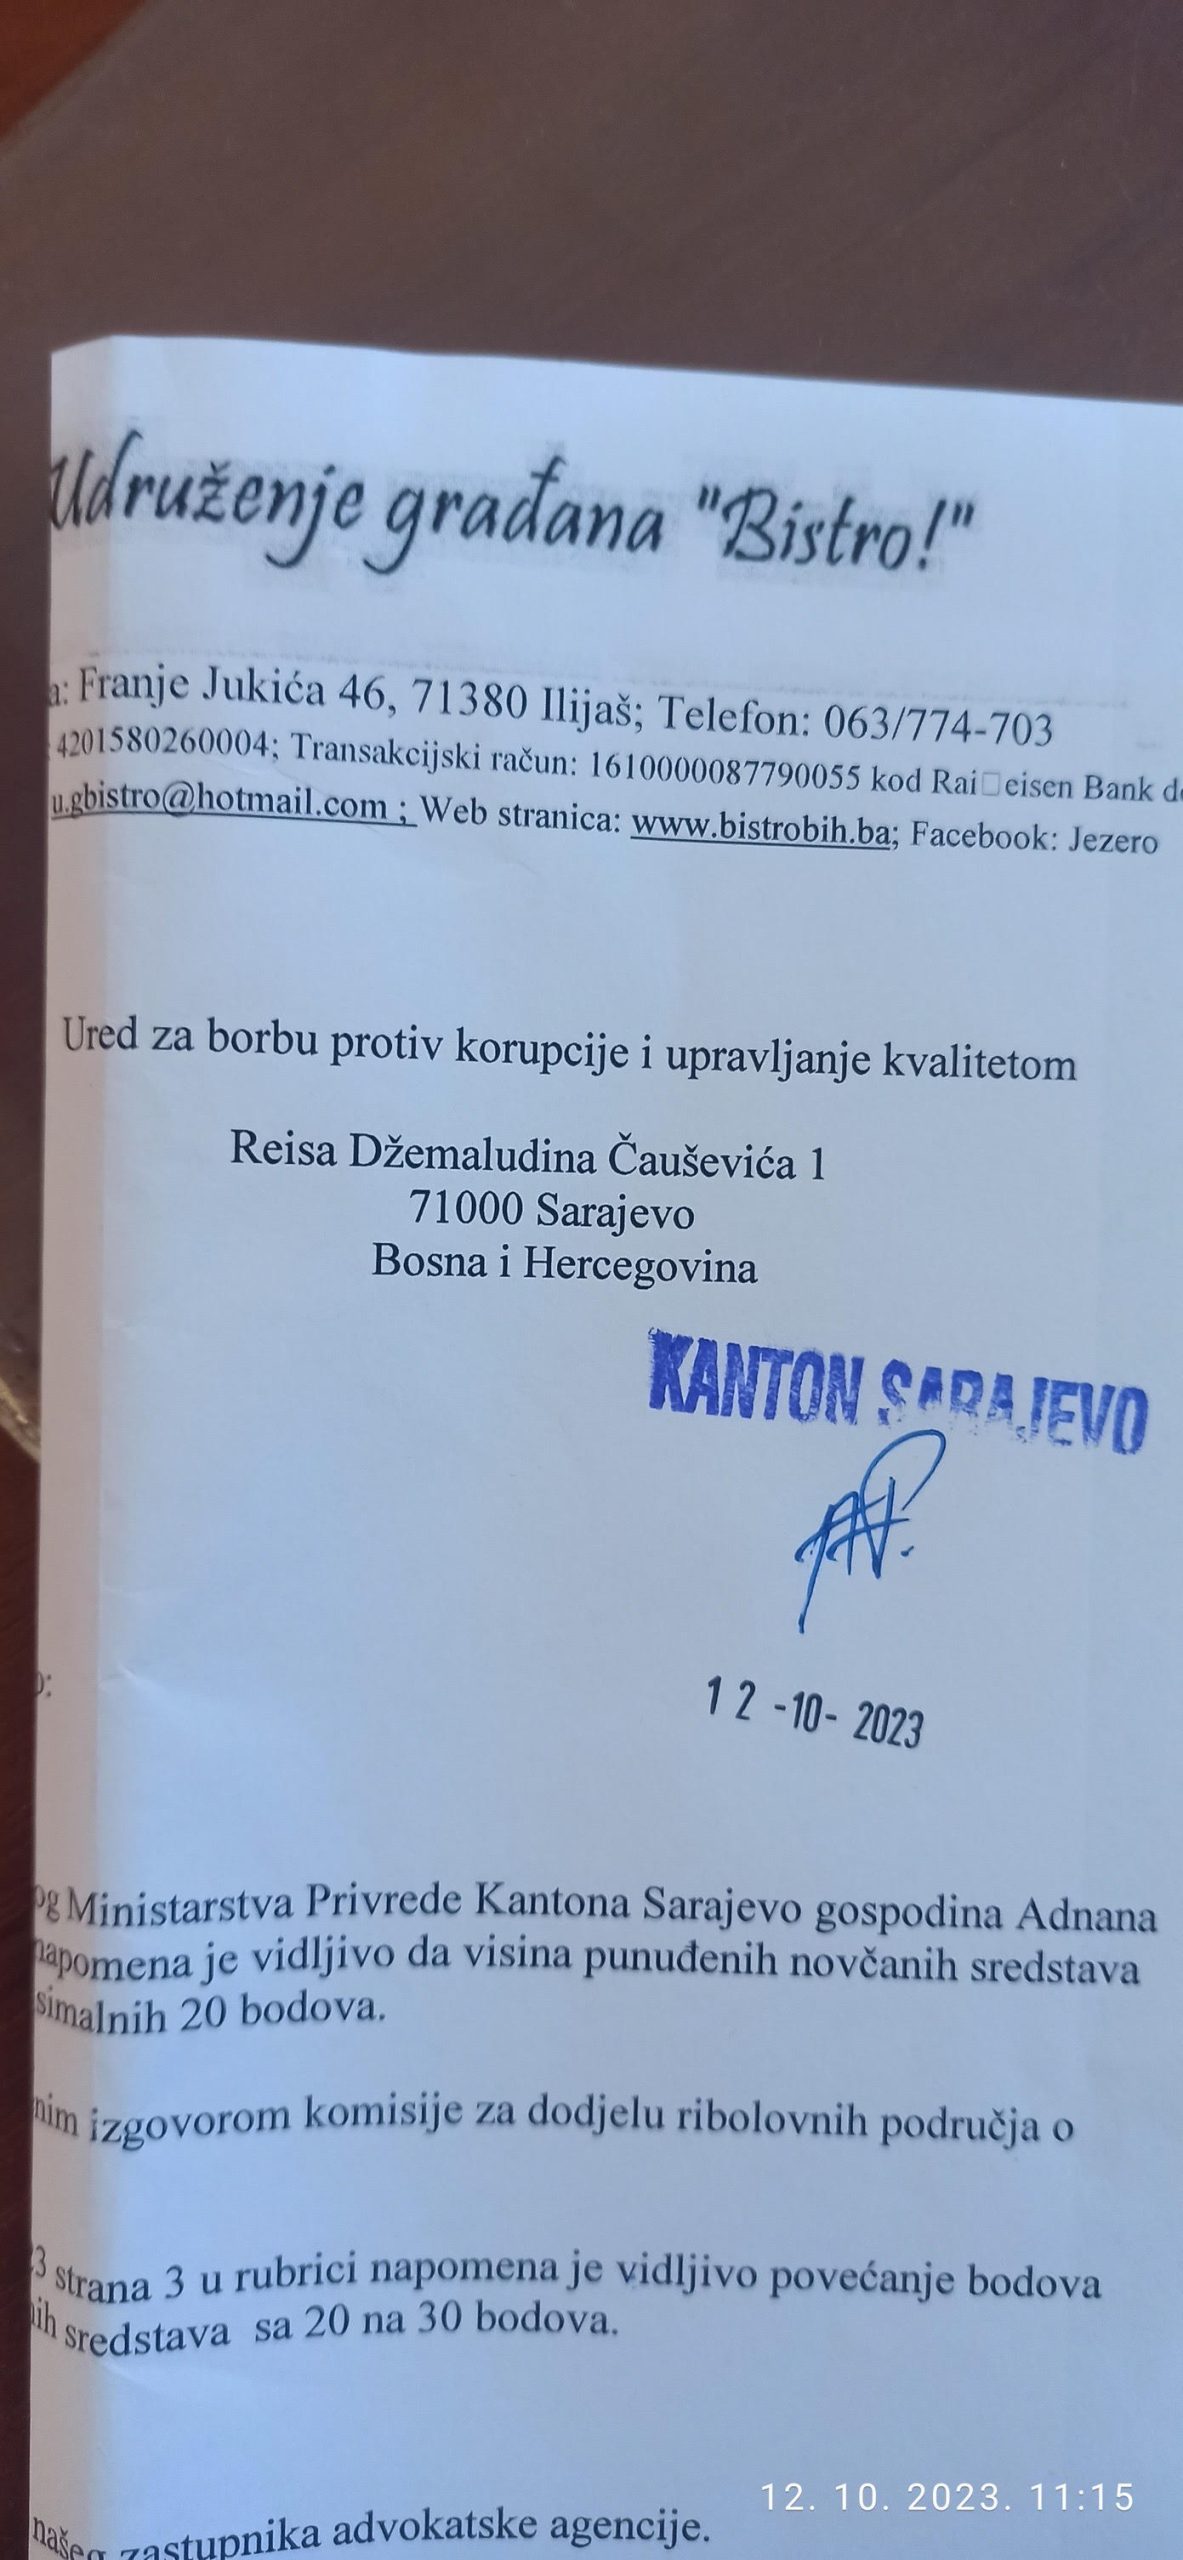 Udruženje građana "Bistro!"
a: Franje Jukića 46, 71380 Ilijaš; Telefon: 063/774-703
4201580260004; Transakcijski račun: 1610000087790055 kod Rai□eisen Bank d
u.gbistro@hotmail.com ; Web stranica: www.bistrobih.ba; Facebook: Jezero
Ured za borbu protiv korupcije i upravljanje kvalitetom
Reisa Džemaludina Čauševića 1
71000 Sarajevo
Bosna i Hercegovina
KANTON SARAJEVO
o:
12 -10- 2023
og Ministarstva Privrede Kantona Sarajevo gospodina Adnana
napomena je vidljivo da visina punuđenih novčanih sredstava
simalnih 20 bodova.
nim izgovorom komisije za dodjelu ribolovnih područja o
3 strana 3 u rubrici napomena je vidljivo povećanje bodova
ih sredstava sa 20 na 30 bodova.
našeg zastupnika advokatske agencije.
12. 10. 2023. 11:15